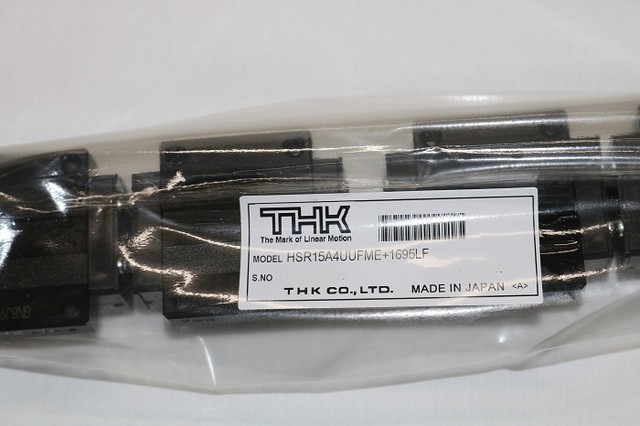 THK
The Mark of Linear Motion
MODEL HSR15A4UUFME+1695LF
S.NO
THK CO.,LTD. MADE IN JAPAN <A>